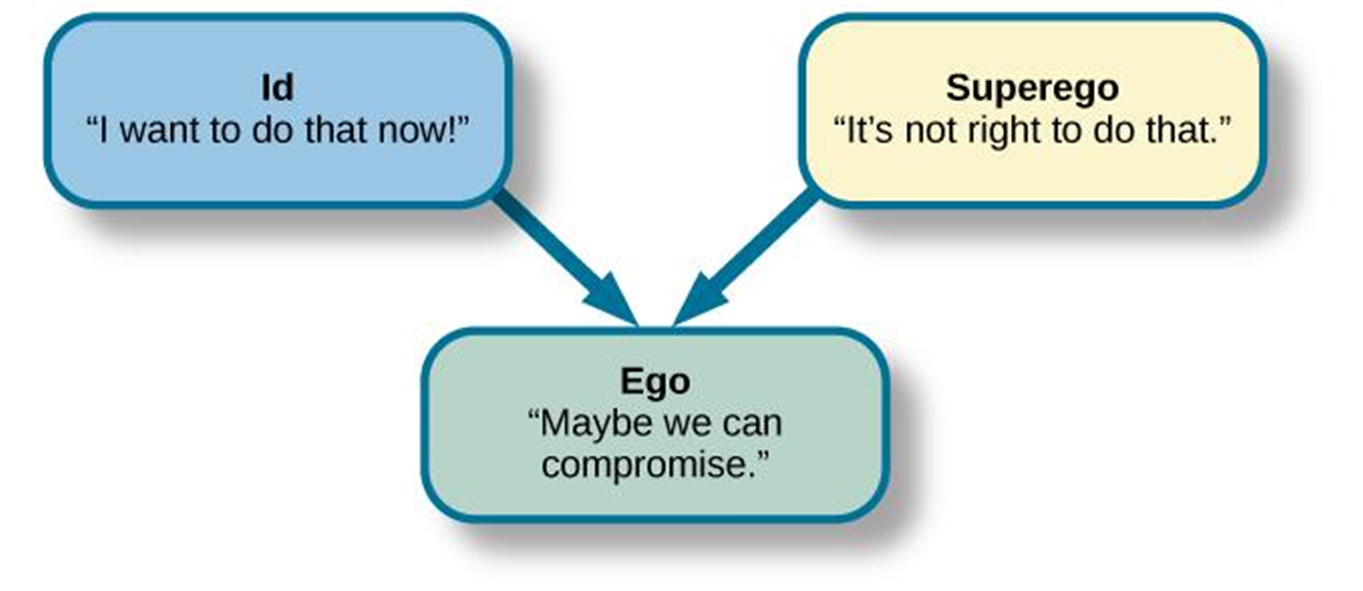 Id
“I want to do that now!”
Superego
“It’s not right to do that.”
Ego
“Maybe we can
compromise.”